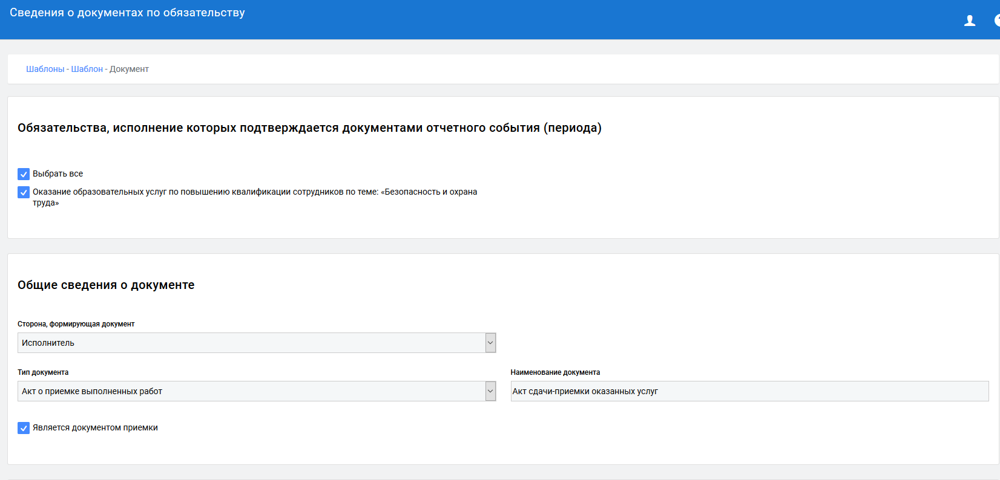 Сведения о документах по обязательству
Шаблоны - Шаблон - Документ
Обязательства, исполнение которых подтверждается документами отчетного события (периода)
Выбрать все
Оказание образовательных услуг по повышению квалификации сотрудников по теме: «Безопасность и охрана
труда»
Общие сведения о документе
Сторона, формирующая документ
Исполнитель
Тип документа
Наименование документа
Акт о приемке выполненных работ
Акт сдачи-приемки оказанных услуг
Является документом приемки